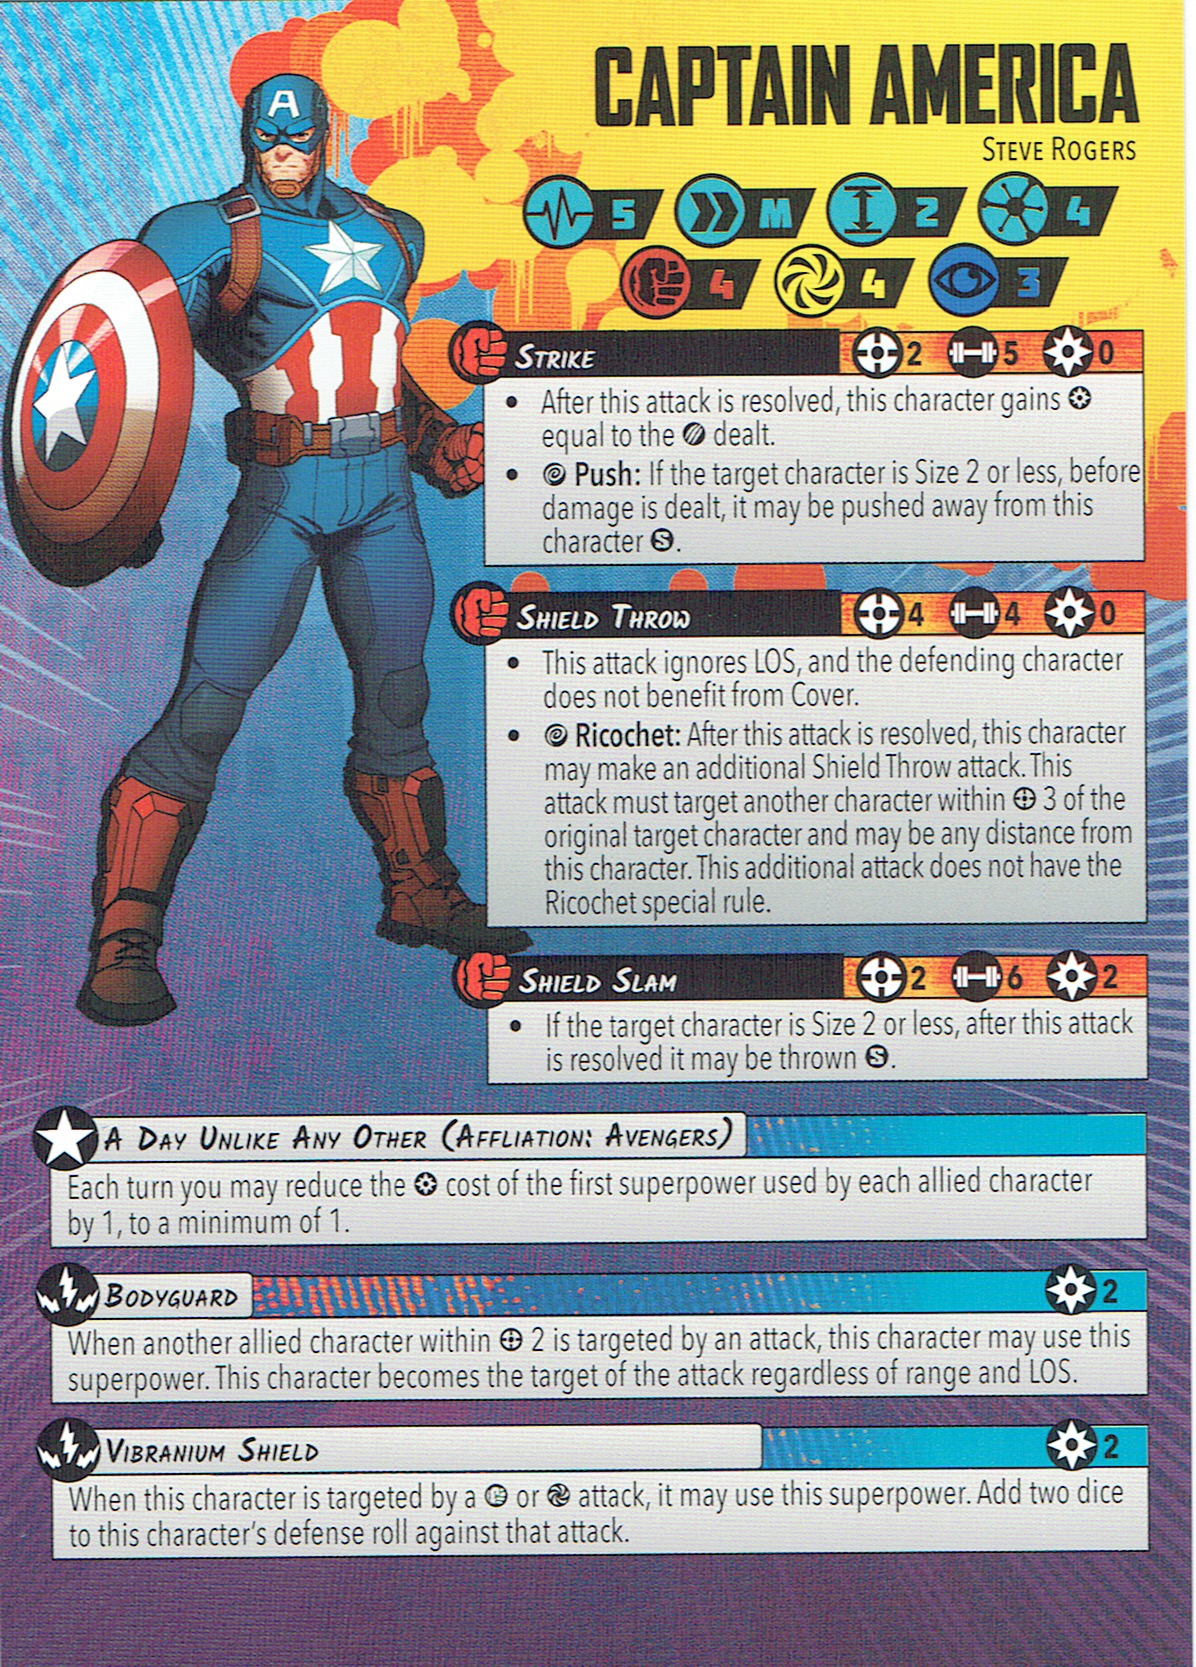 CAPTAIN AMERICA
STEVE ROGERS
5 M 2 4
4 4 3
A
STRIKE 2 5 0
• After this attack is resolved, this character gains
equal to the dealt.
• Push: If the target character is Size 2 or less, before
damage is dealt, it may be pushed away from this
character S.
SHIELD THROW 4 4 0
• This attack ignores LOS, and the defending character
does not benefit from Cover.
• Ricochet: After this attack is resolved, this character
may make an additional Shield Throw attack. This
attack must target another character within 3 of the
original target character and may be any distance from
this character. This additional attack does not have the
Ricochet special rule.
SHIELD SLAM 2 6 2
• If the target character is Size 2 or less, after this attack
is resolved it may be thrown S.
A DAY UNLIKE ANY OTHER (AFFLIATION: AVENGERS)
Each turn you may reduce the cost of the first superpower used by each allied character
by 1, to a minimum of 1.
BODYGUARD 2
When another allied character within 2 is targeted by an attack, this character may use this
superpower. This character becomes the target of the attack regardless of range and LOS.
VIBRANIUM SHIELD 2
When this character is targeted by a or attack, it may use this superpower. Add two dice
to this character's defense roll against that attack.